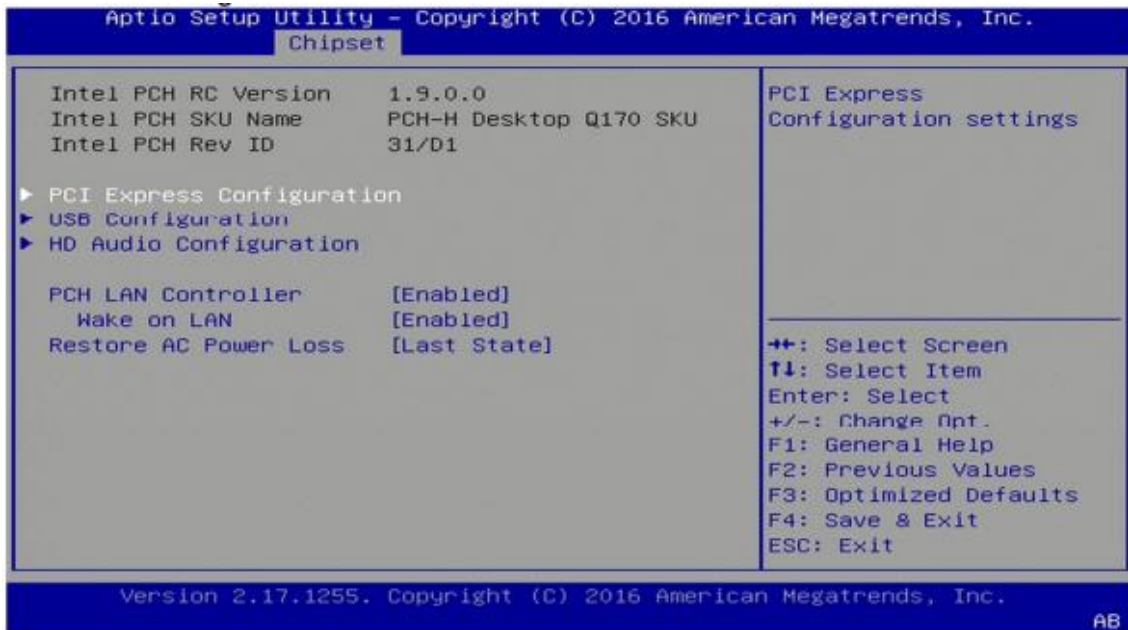 Aptio Setup Utility – Copyright (C) 2016 American Megatrends, Inc.
Chipset
Intel PCH RC Version 1.9.0.0
Intel PCH SKU Name PCH-H Desktop Q170 SKU
Intel PCH Rev ID 31/D1
► PCI Express Configuration
► USB Configuration
► HD Audio Configuration
PCH LAN Controller [Enabled]
Wake on LAN [Enabled]
Restore AC Power Loss [Last State]
PCI Express
Configuration settings
→←: Select Screen
↑↓: Select Item
Enter: Select
+/-: Change Opt.
F1: General Help
F2: Previous Values
F3: Optimized Defaults
F4: Save & Exit
ESC: Exit
Version 2.17.1255. Copyright (C) 2016 American Megatrends, Inc.
AB